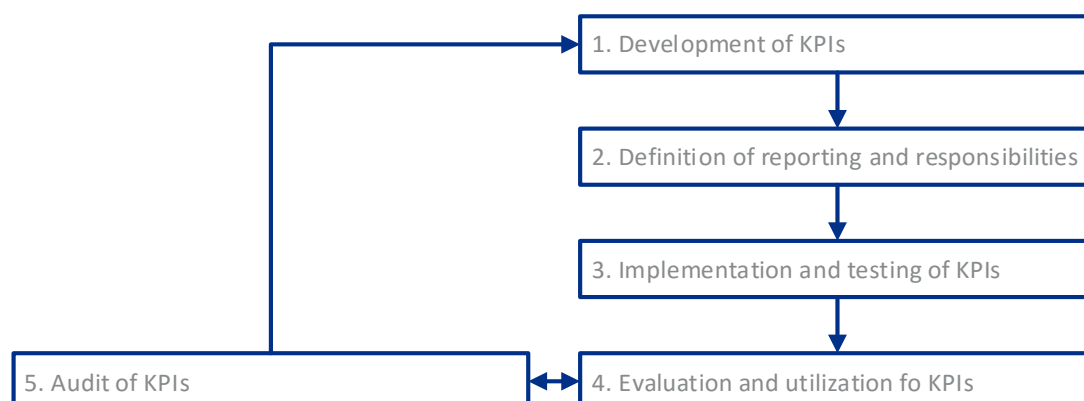 1. Development of KPIs
2. Definition of reporting and responsibilities
3. Implementation and testing of KPIs
5. Audit of KPIs
4. Evaluation and utilization fo KPIs